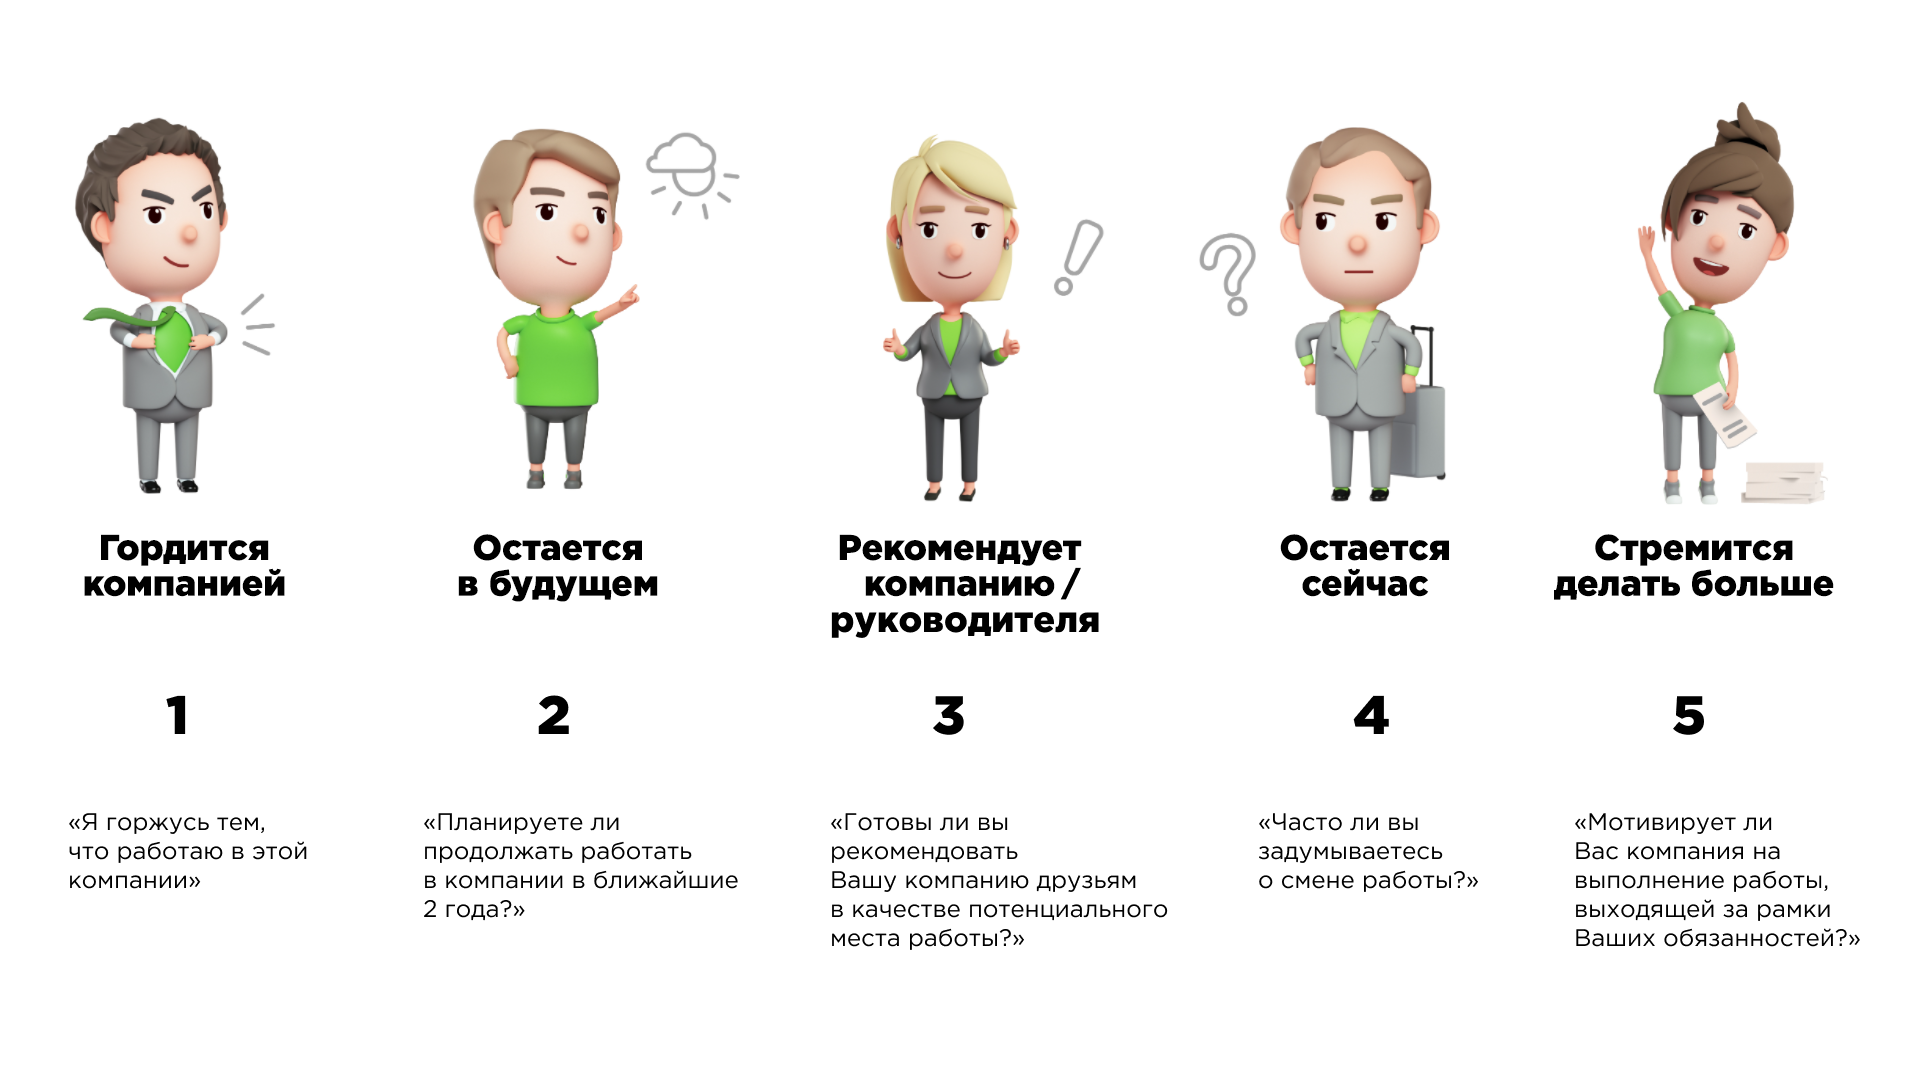 Гордится
компанией
1
«Я горжусь тем,
что работаю в этой
компании»
Остается
в будущем
2
«Планируете ли
продолжать работать
в компании в ближайшие
2 года?»
Рекомендует
компанию /
руководителя
3
«Готовы ли вы
рекомендовать
Вашу компанию друзьям
в качестве потенциального
места работы?»
Остается
сейчас
4
«Часто ли вы
задумываетесь
о смене работы?»
Стремится
делать больше
5
«Мотивирует ли
Вас компания на
выполнение работы,
выходящей за рамки
Ваших обязанностей?»